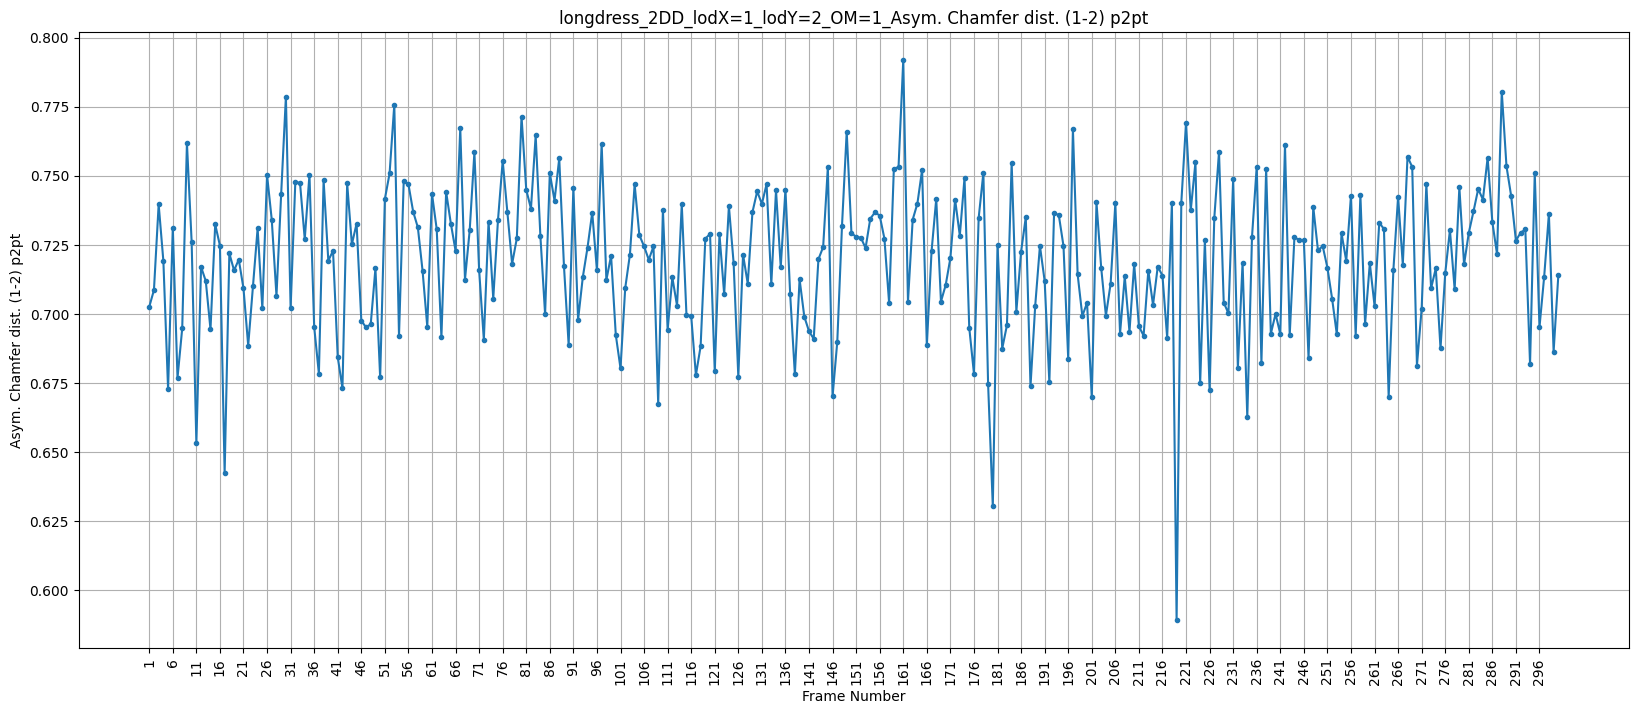 longdress_2DD_lodX=1_lodY=2_OM=1_Asym. Chamfer dist. (1-2) p2pt
Asym. Chamfer dist. (1-2) p2pt
0.800
0.775
0.750
0.725
0.700
0.675
0.650
0.625
0.600
1 6 11 16 21 26 31 36 41 46 51 56 61 66 71 76 81 86 91 96 101 106 111 116 121 126 131 136 141 146 151 156 161 166 171 176 181 186 191 196 201 206 211 216 221 226 231 236 241 246 251 256 261 266 271 276 281 286 291 296
Frame Number